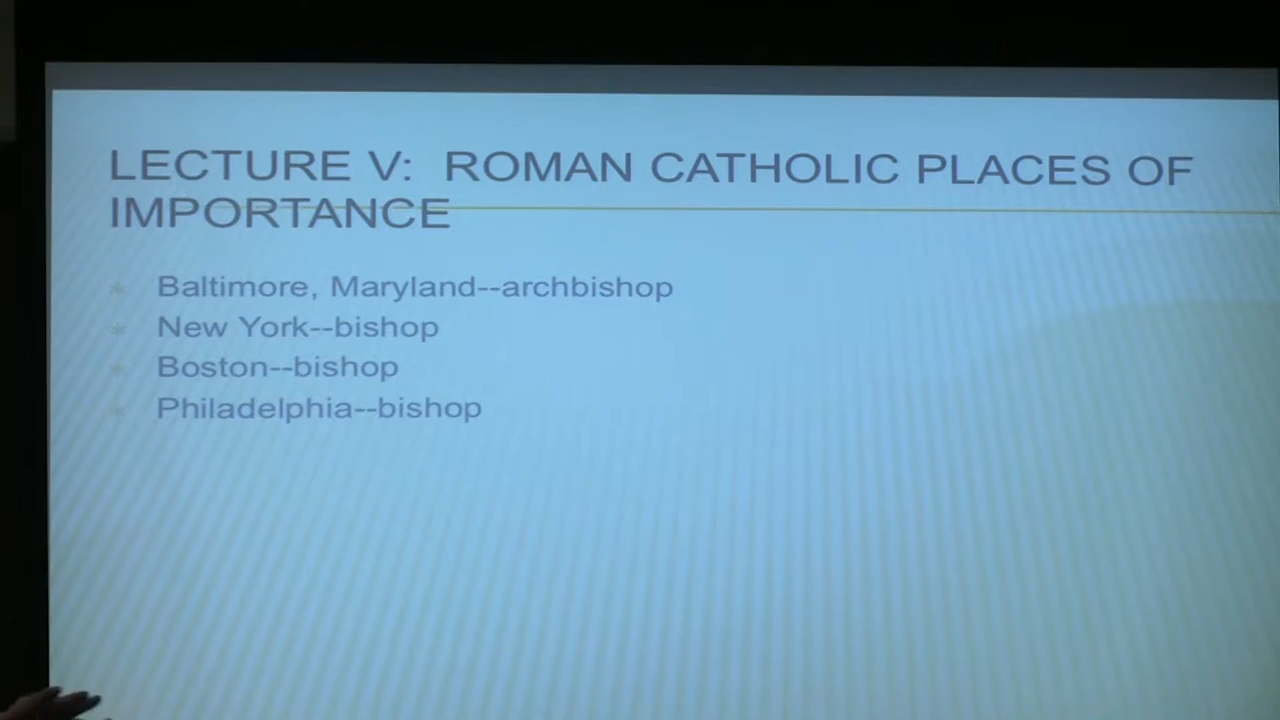 LECTURE V: ROMAN CATHOLIC PLACES OF
IMPORTANCE
Baltimore, Maryland--archbishop
New York--bishop
Boston--bishop
Philadelphia--bishop